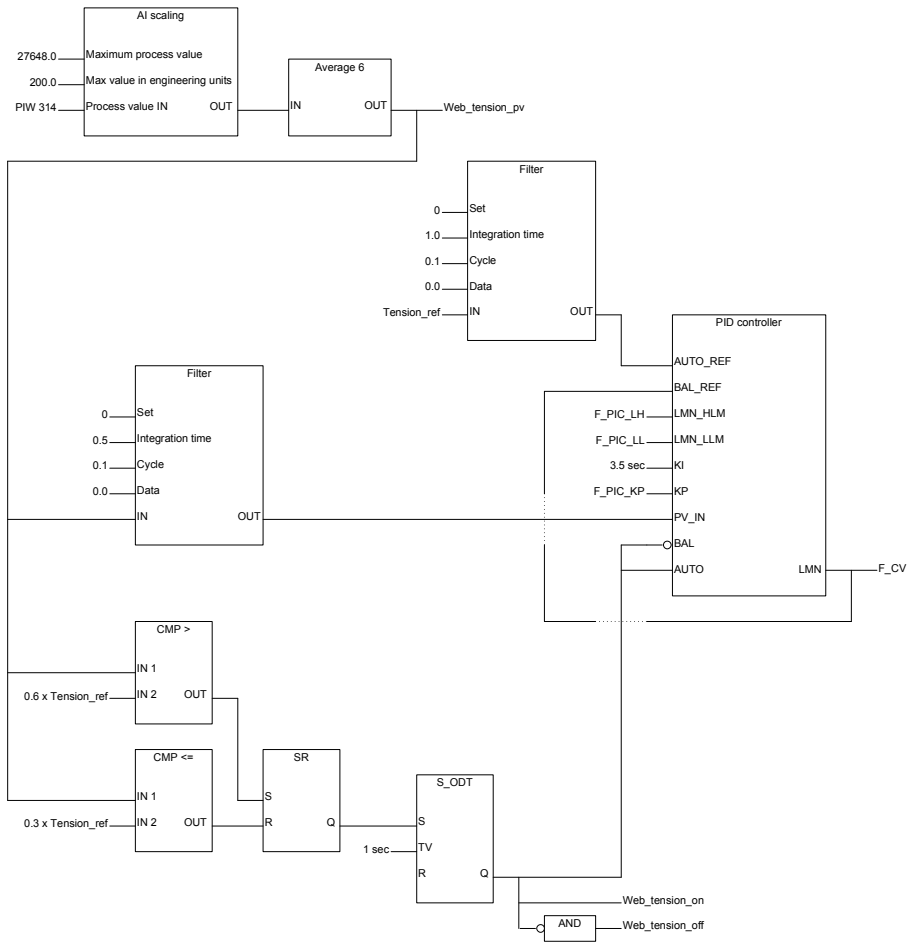 AI scaling
27648.0 Maximum process value
200.0 Max value in engineering units
PIW 314 Process value IN OUT
Average 6
IN OUT
Web_tension_pv
Filter
0 Set
1.0 Integration time
0.1 Cycle
0.0 Data
Tension_ref IN OUT
PID controller
AUTO_REF
BAL_REF
F_PIC_LH LMN_HLM
F_PIC_LL LMN_LLM
3.5 sec KI
F_PIC_KP KP
PV_IN
BAL
AUTO LMN F_CV
Filter
0 Set
0.5 Integration time
0.1 Cycle
0.0 Data
IN OUT
CMP >
IN 1
0.6 x Tension_ref IN 2 OUT
CMP <=
IN 1
0.3 x Tension_ref IN 2 OUT
SR
S
R Q
S_ODT
S
1 sec TV
R Q
Web_tension_on
AND Web_tension_off